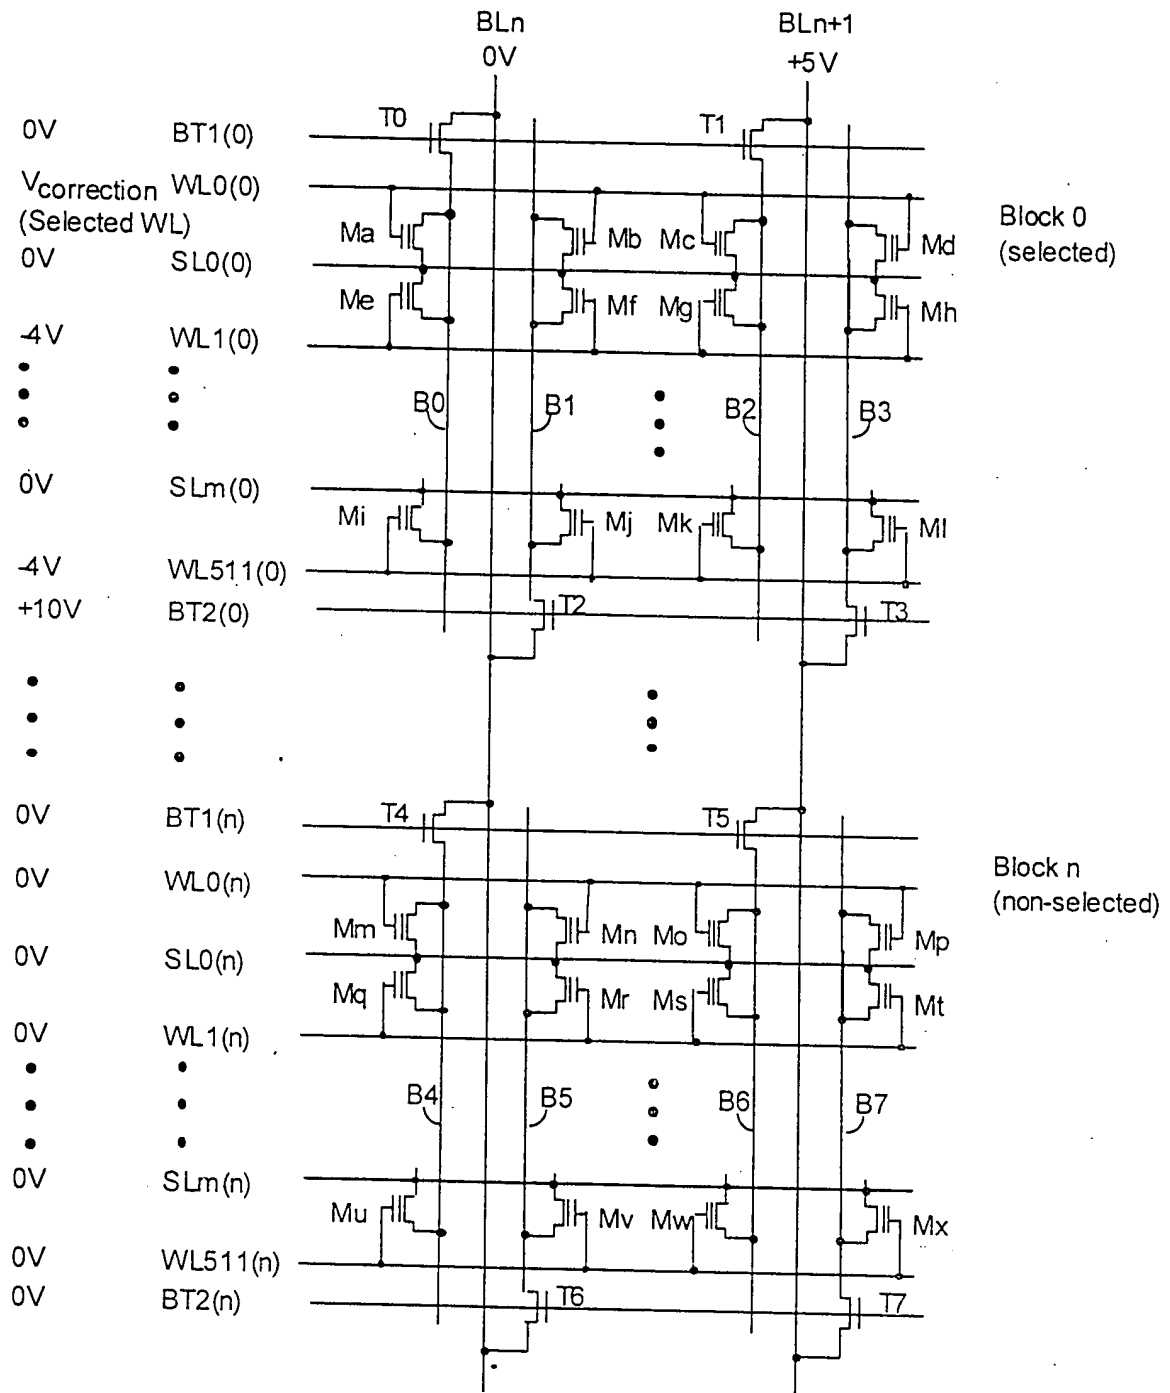 BLn BLn+1
0V +5V
0V BT1(0) T0 T1
Vcorrection WL0(0)
(Selected WL) Ma Mb Mc Md Block 0
0V SL0(0) (selected)
Me Mf Mg Mh
-4V WL1(0)
B0 B1 B2 B3
0V SLm(0)
Mi Mj Mk Ml
-4V WL511(0)
+10V BT2(0) T2 T3
0V BT1(n) T4 T5
0V WL0(n) Block n
(non-selected)
Mm Mn Mo Mp
0V SL0(n)
Mq Mr Ms Mt
0V WL1(n)
B4 B5 B6 B7
0V SLm(n)
Mu Mv Mw Mx
0V WL511(n)
0V BT2(n) T6 T7